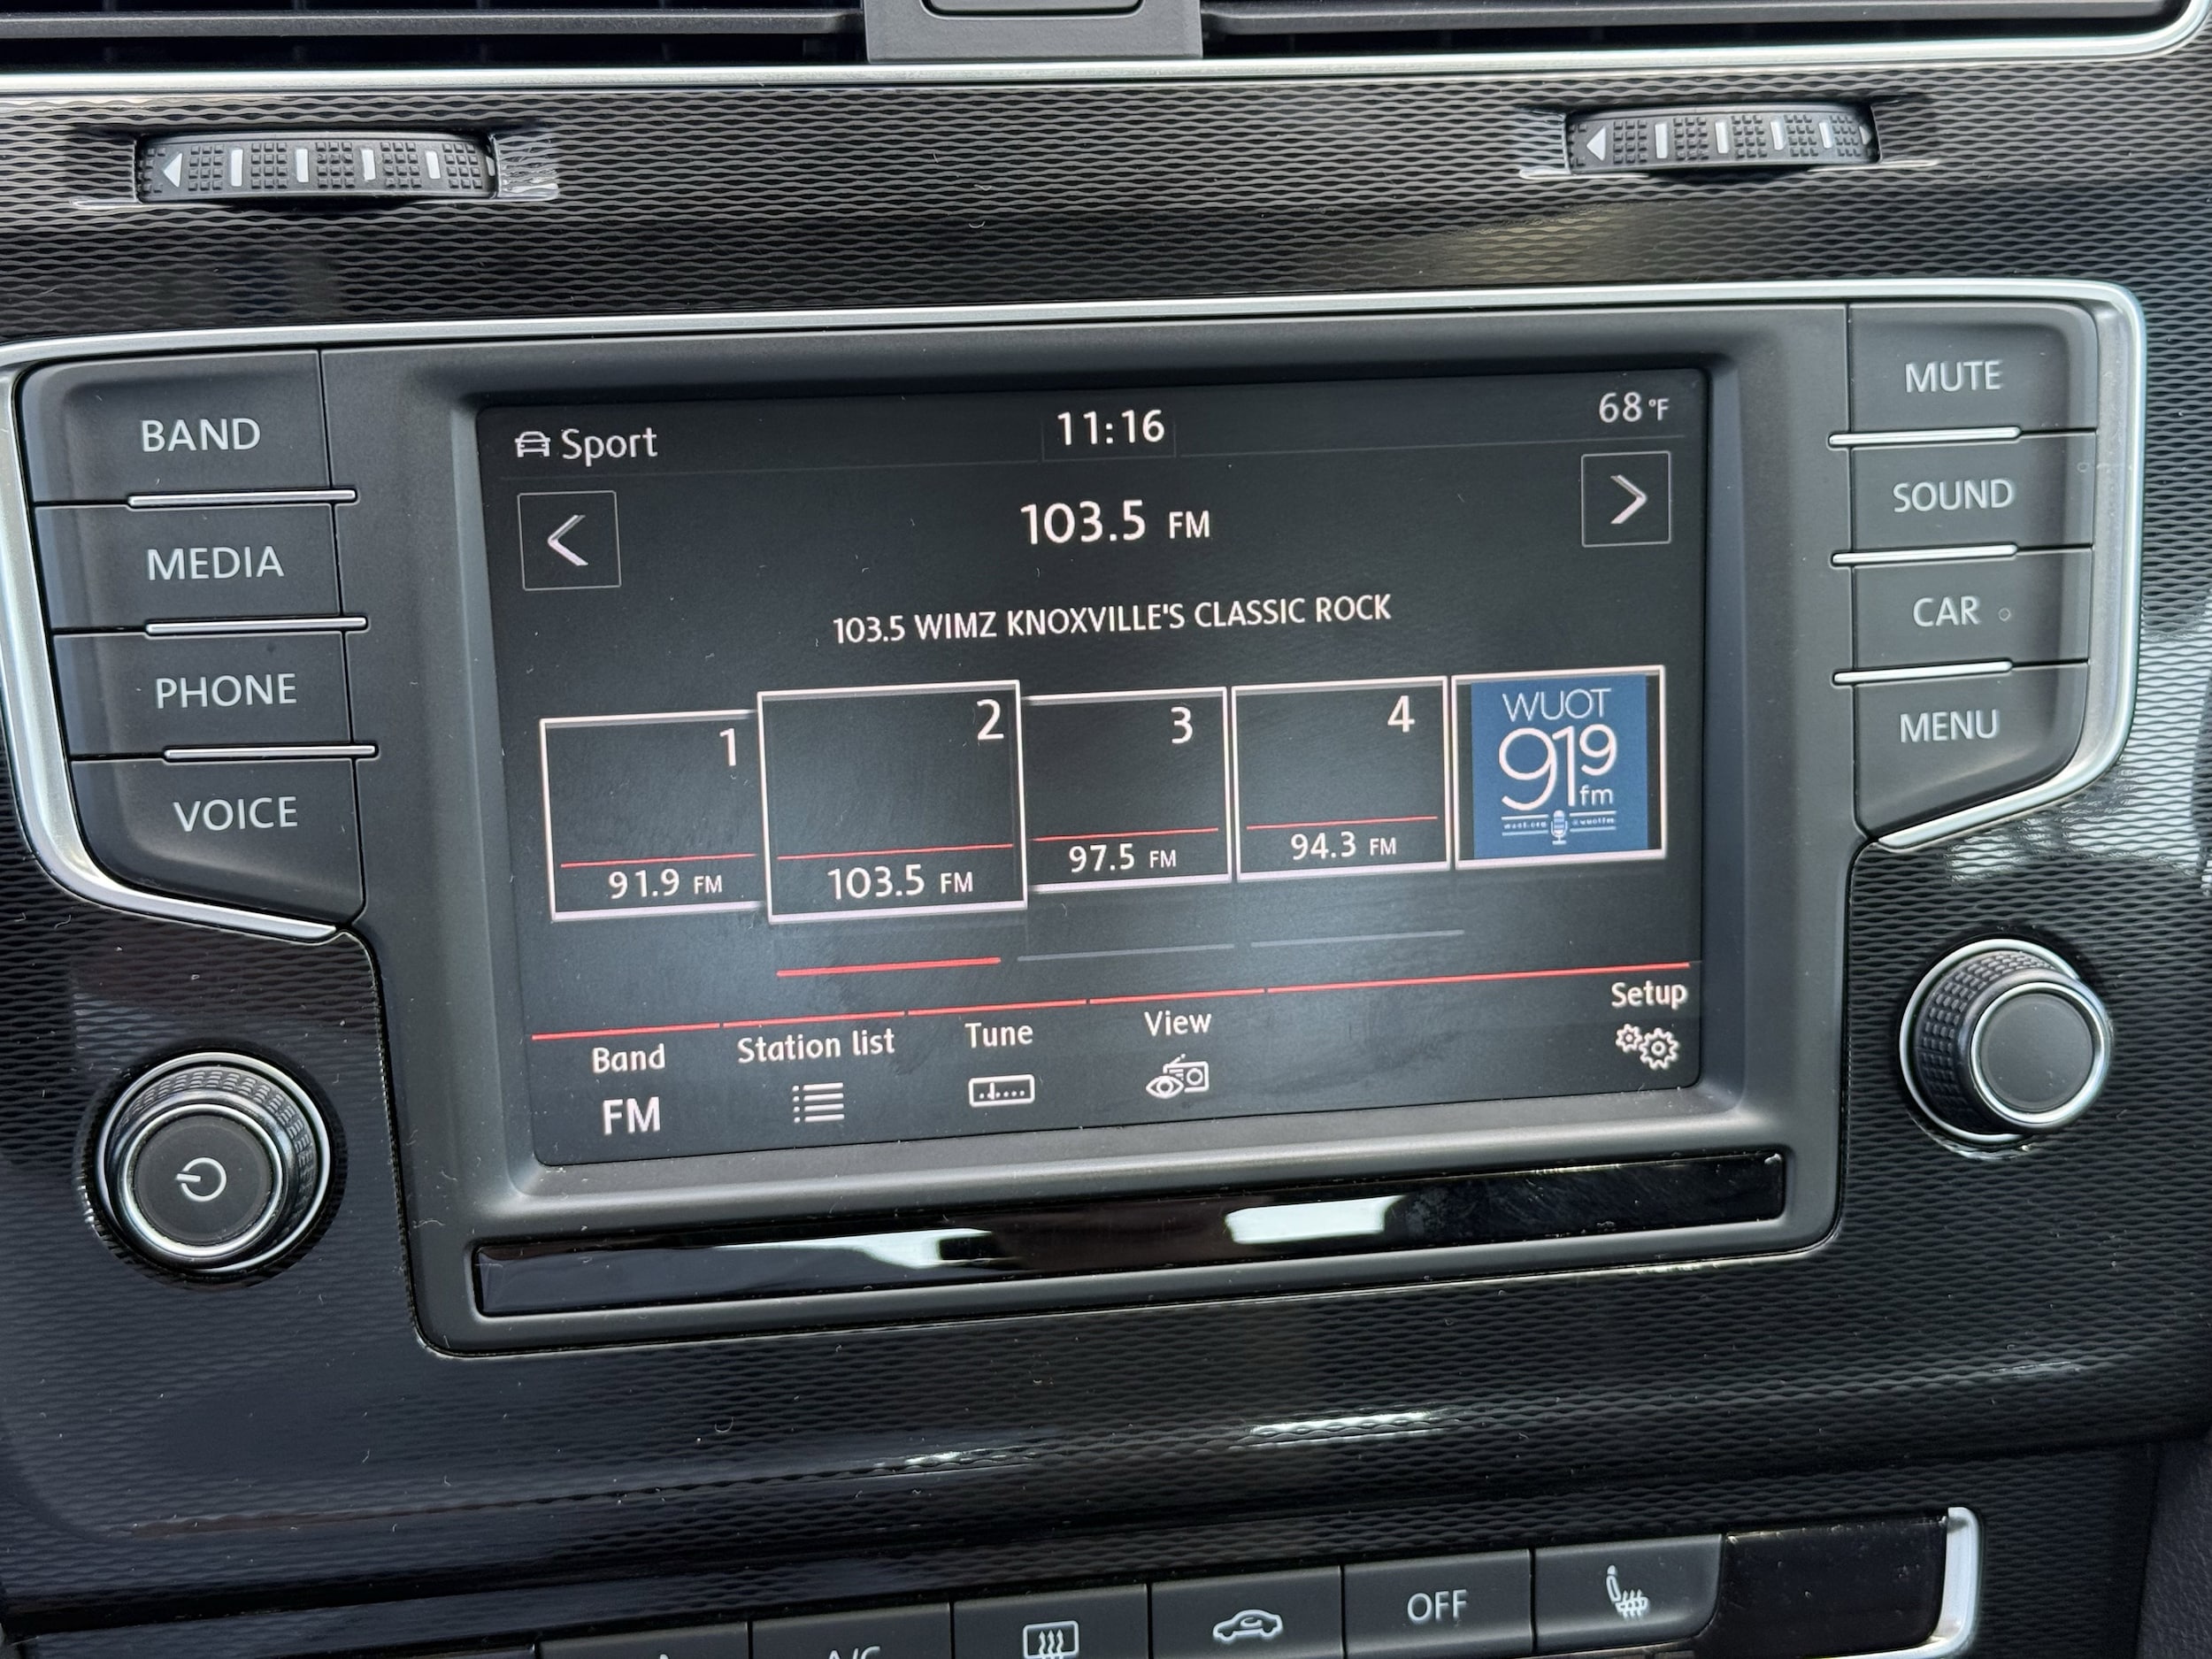 BAND
MEDIA
PHONE
VOICE
Sport
11:16
68 °F
103.5 FM
103.5 WIMZ KNOXVILLE'S CLASSIC ROCK
1
91.9 FM
2
103.5 FM
3
97.5 FM
4
94.3 FM
WUOT
919
fm
wuot.org
Band
FM
Station list
Tune
View
Setup
MUTE
SOUND
CAR
MENU
A/C
OFF